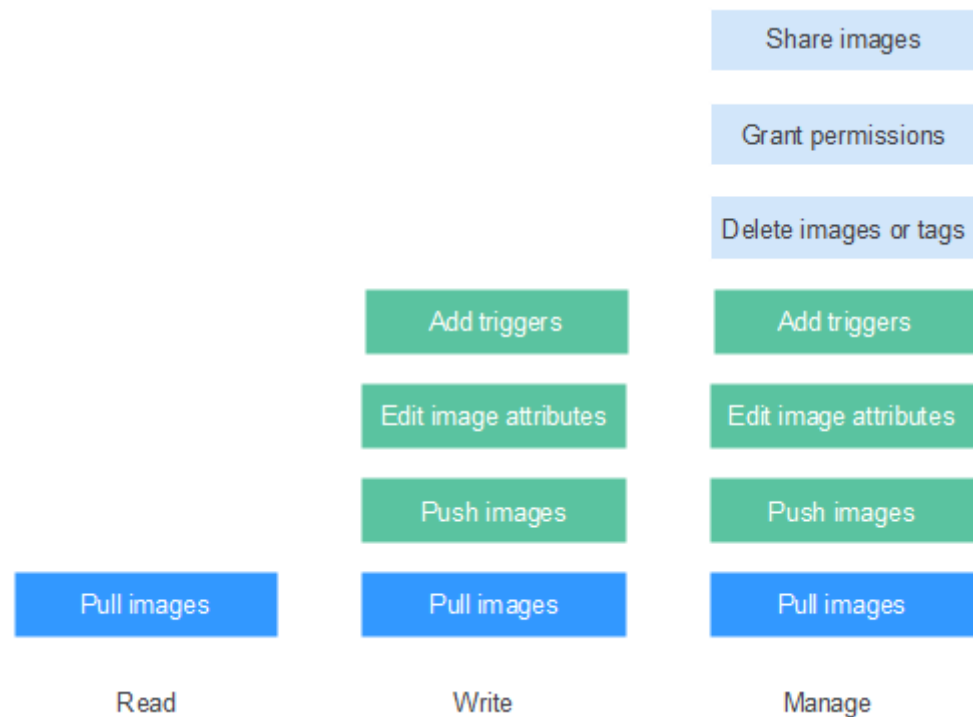 Share images
Grant permissions
Delete images or tags
Add triggers Add triggers
Edit image attributes Edit image attributes
Push images Push images
Pull images Pull images Pull images
Read Write Manage